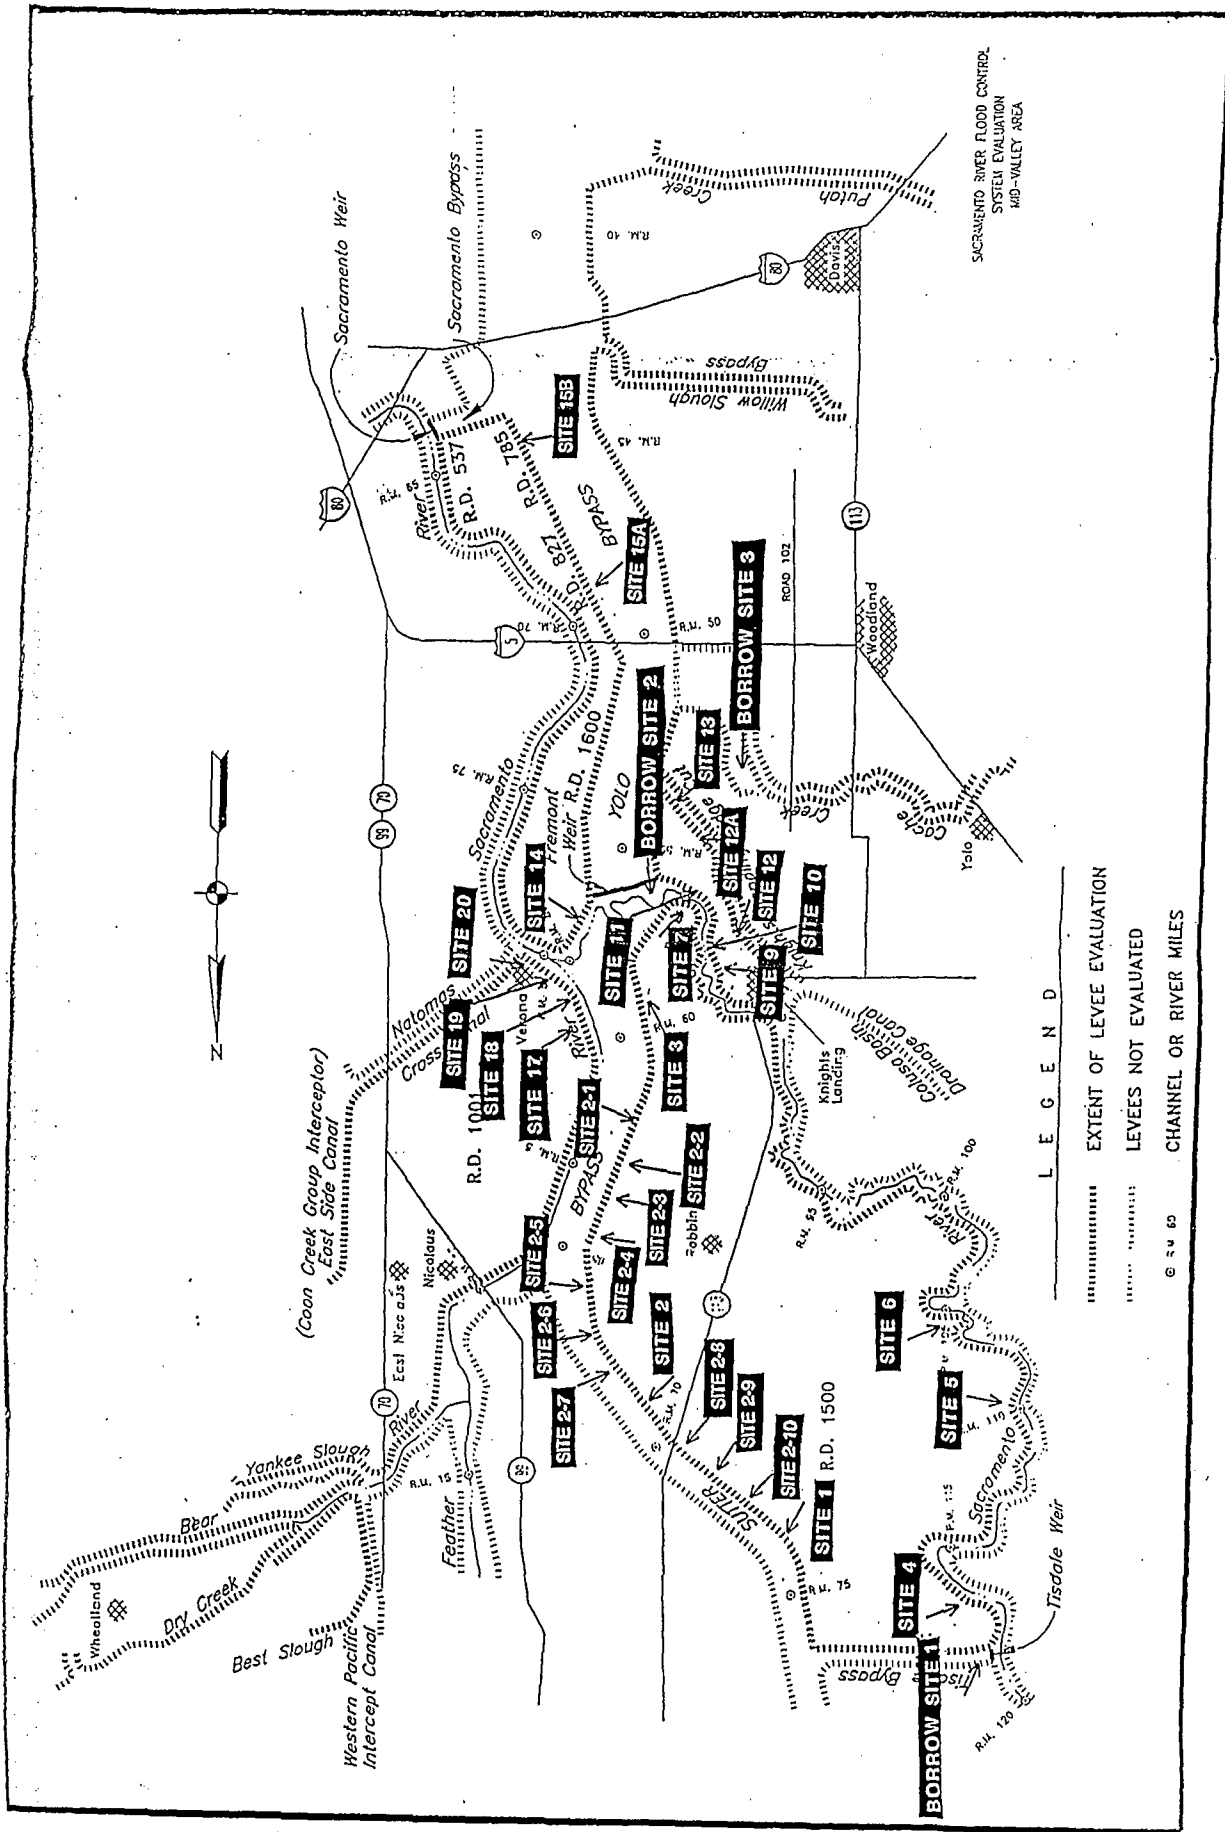 SACRAMENTO RIVER FLOOD CONTROL
SYSTEM EVALUATION
MID-VALLEY AREA
N
(Coon Creek Group Interceptor)
East Side Canal
Wheatland
Bear
River
Yankee Slough
Dry Creek
Best Slough
Western Pacific
Intercept Canal
Feather
R.M. 15
70
99
East Nicolaus
Nicolaus
R.D. 1001
Natomas
Cross
Verona
River
SITE 20
SITE 19
SITE 18
SITE 17
SITE 14
Fremont
Weir
R.D. 1600
Sacramento
R.M. 75
99
70
R.M. 70
5
80
River
R.M. 65
R.D. 537
Sacramento Weir
Sacramento Bypass
R.D. 785
R.D. 827
SITE 15B
SITE 15A
YOLO
BYPASS
R.M. 45
R.M. 40
R.M. 50
Willow Slough
Bypass
Putah
Creek
80
Davis
113
ROAD 102
Woodland
BORROW SITE 3
BORROW SITE 2
SITE 13
SITE 12A
SITE 12
SITE 10
SITE 11
SITE 7
SITE 9
Cache
Creek
Yolo
Knights
Landing
Colusa Basin
Drainage Canal
R.M. 60
SITE 3
SITE 2-1
SITE 2-2
SITE 2-3
SITE 2-4
SITE 2-5
SITE 2-6
SITE 2-7
SITE 2
SITE 2-8
SITE 2-9
SITE 2-10
SITE 1
R.D. 1500
BYPASS
SUTTER
R.M. 70
R.M. 75
113
R.M. 95
R.M. 100
River
SITE 6
SITE 5
Sacramento
SITE 4
BORROW SITE 1
Bypass
Tisdale Weir
R.M. 120
LEGEND
EXTENT OF LEVEE EVALUATION
LEVEES NOT EVALUATED
CHANNEL OR RIVER MILES